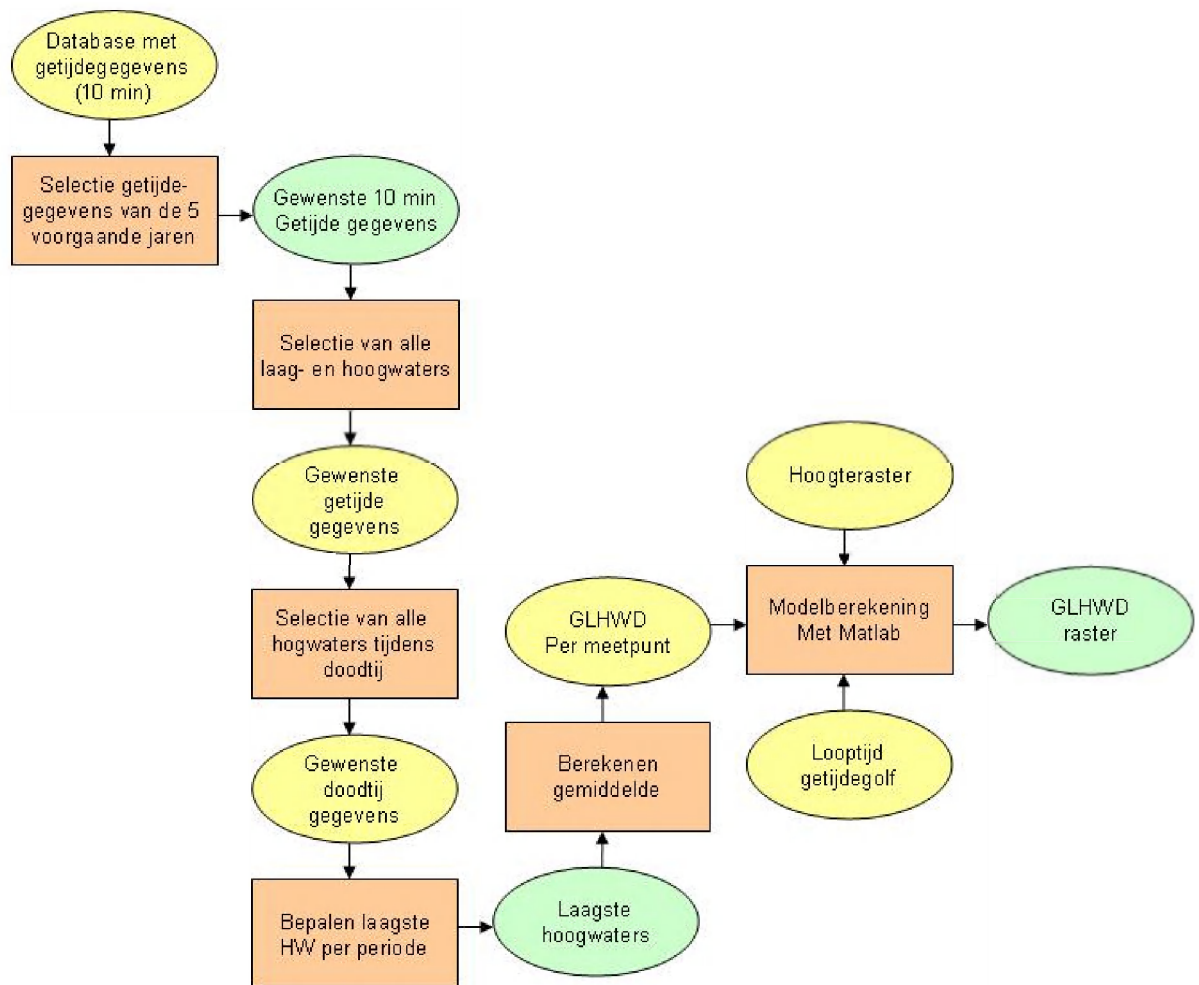 Database met
getijdegegevens
(10 min)
Selectie getijde-
gegevens van de 5
voorgaande jaren
Gewenste 10 min
Getijde gegevens
Selectie van alle
laag- en hoogwaters
Gewenste
getijde
gegevens
Selectie van alle
hogwaters tijdens
doodtij
Gewenste
doodtij
gegevens
Bepalen laagste
HW per periode
Laagste
hoogwaters
Berekenen
gemiddelde
GLHWD
Per meetpunt
Hoogteraster
Modelberekening
Met Matlab
Looptijd
getijdegolf
GLHWD
raster